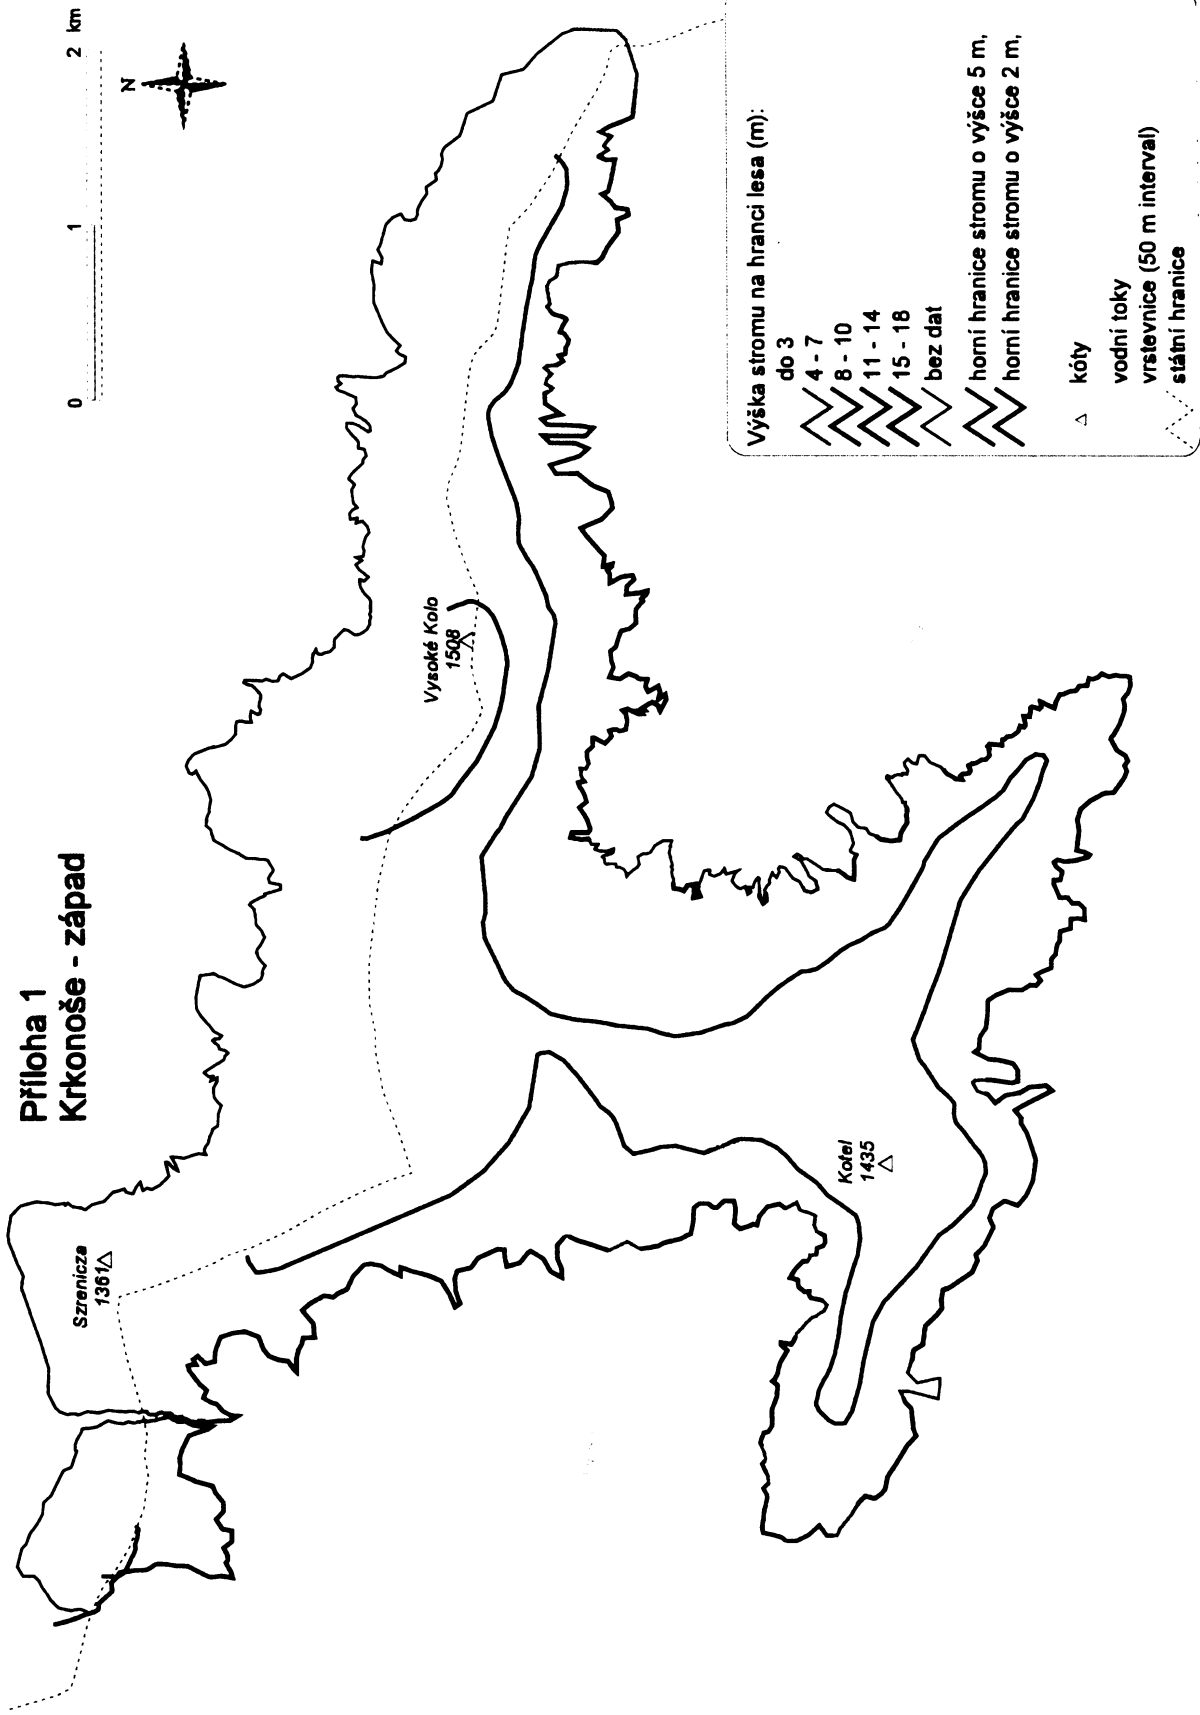 Příloha 1
Krkonoše - západ
0 1 2 km
N
Szrenicza
1361
Vysoké Kolo
1508
Kotel
1435
Výška stromu na hranci lesa (m):
do 3
4 - 7
8 - 10
11 - 14
15 - 18
bez dat
horní hranice stromu o výšce 5 m,
horní hranice stromu o výšce 2 m,
kóty
vodní toky
vrstevnice (50 m interval)
státní hranice